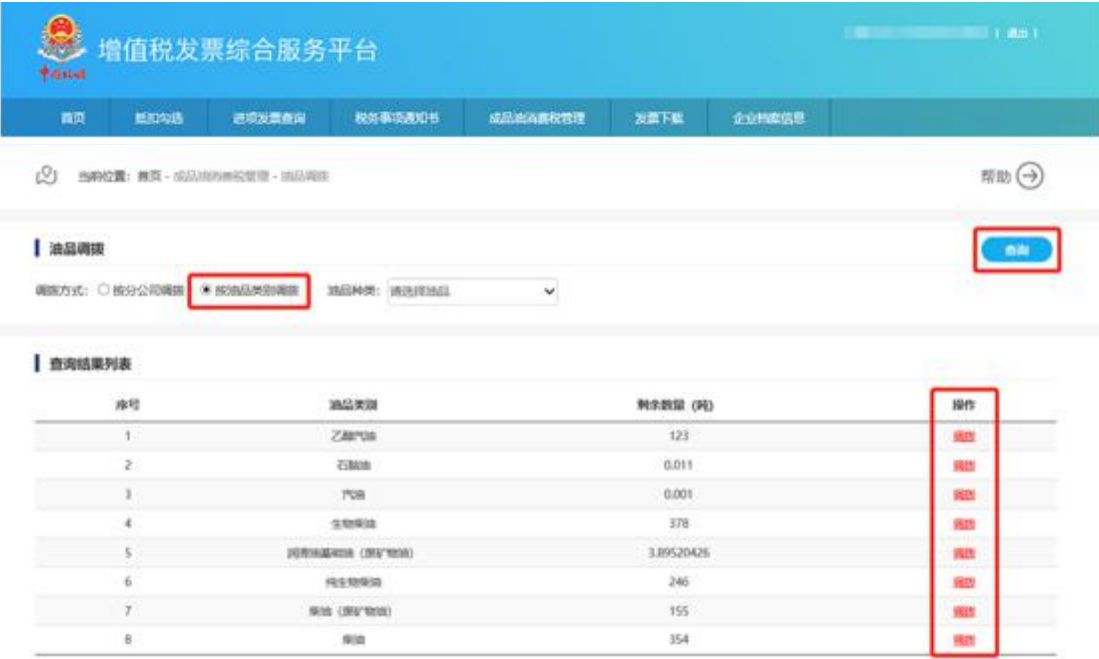 增值税发票综合服务平台
中国税务
| 退出 |
首页 抵扣勾选 进项发票查询 税务事项通知书 成品油消费税管理 发票下载 企业档案信息
当前位置：首页 - 成品油消费税管理 - 油品调拨
帮助
油品调拨
查询
调拨方式： 按分公司调拨 按油品类别调拨 油品种类： 请选择油品
查询结果列表
序号 油品类别 剩余数量 (吨) 操作
1 乙醇汽油 123 调拨
2 石脑油 0.011 调拨
3 汽油 0.001 调拨
4 生物柴油 378 调拨
5 润滑油基础油（废矿物油） 3.89520426 调拨
6 纯生物柴油 246 调拨
7 柴油（废矿物油） 155 调拨
8 柴油 354 调拨